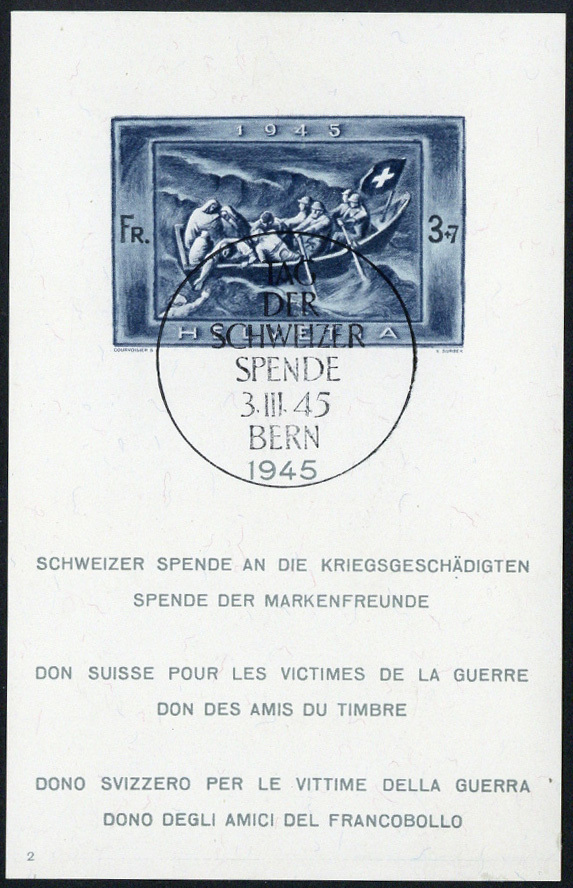 1945
FR. 3+7
HELVETIA
COURVOISIER S. V. SURBEK
TAG
DER
SCHWEIZER
SPENDE
3.III.45
BERN
1945
SCHWEIZER SPENDE AN DIE KRIEGSGESCHÄDIGTEN
SPENDE DER MARKENFREUNDE
DON SUISSE POUR LES VICTIMES DE LA GUERRE
DON DES AMIS DU TIMBRE
DONO SVIZZERO PER LE VITTIME DELLA GUERRA
DONO DEGLI AMICI DEL FRANCOBOLLO
2